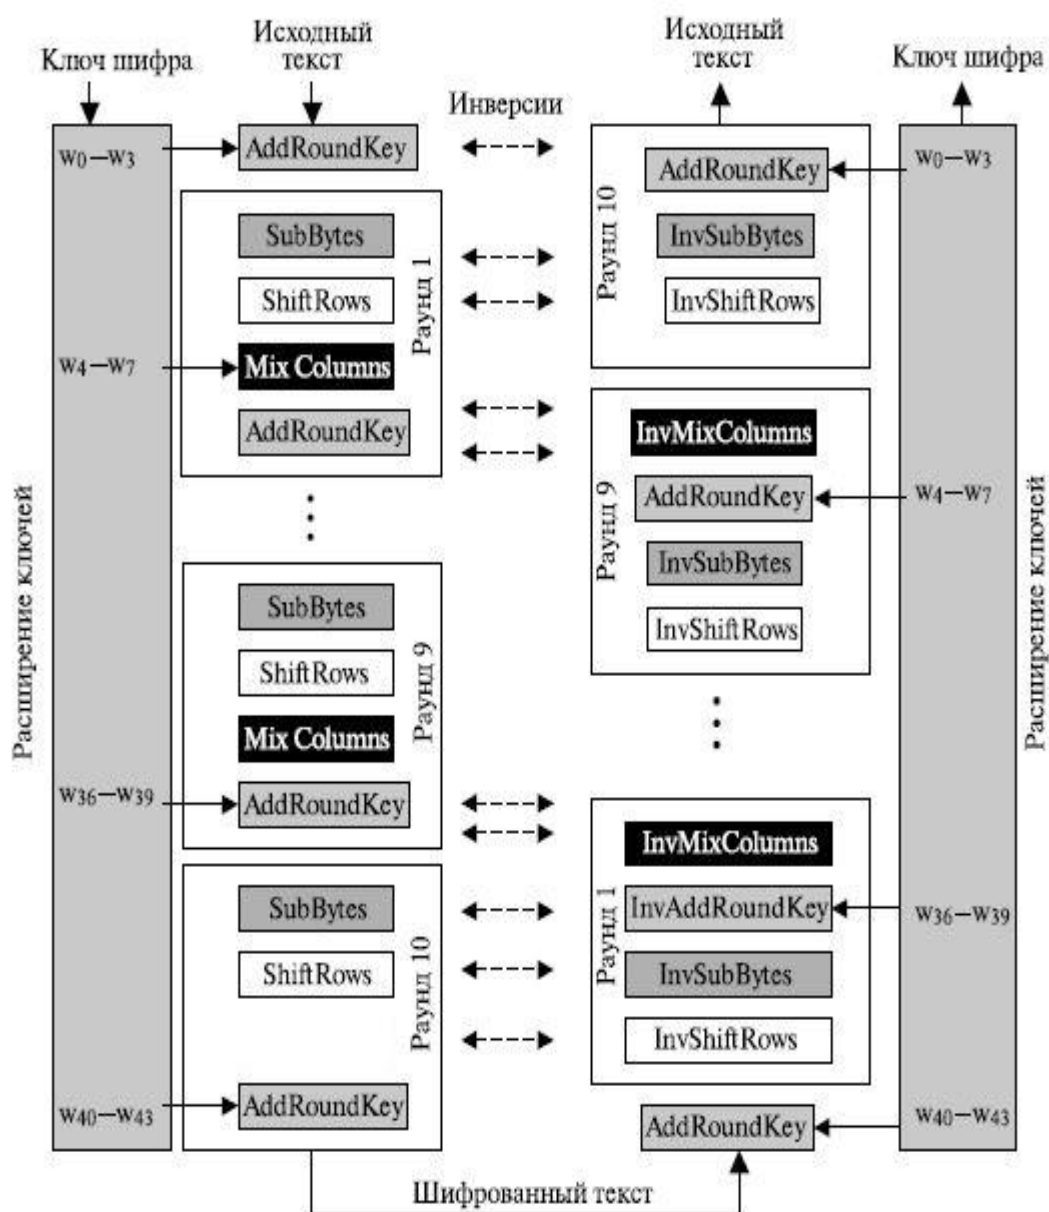 Ключ шифра
Исходный
текст
Инверсии
Исходный
текст
Ключ шифра
Расширение ключей
W0—W3
W4—W7
W36—W39
W40—W43
AddRoundKey
SubBytes
ShiftRows
Mix Columns
AddRoundKey
Раунд 1
SubBytes
ShiftRows
Mix Columns
AddRoundKey
Раунд 9
SubBytes
ShiftRows
AddRoundKey
Раунд 10
AddRoundKey
InvSubBytes
InvShiftRows
Раунд 10
InvMixColumns
AddRoundKey
InvSubBytes
InvShiftRows
Раунд 9
InvMixColumns
InvAddRoundKey
InvSubBytes
InvShiftRows
Раунд 1
AddRoundKey
W0—W3
W4—W7
W36—W39
W40—W43
Расширение ключей
Шифрованный текст